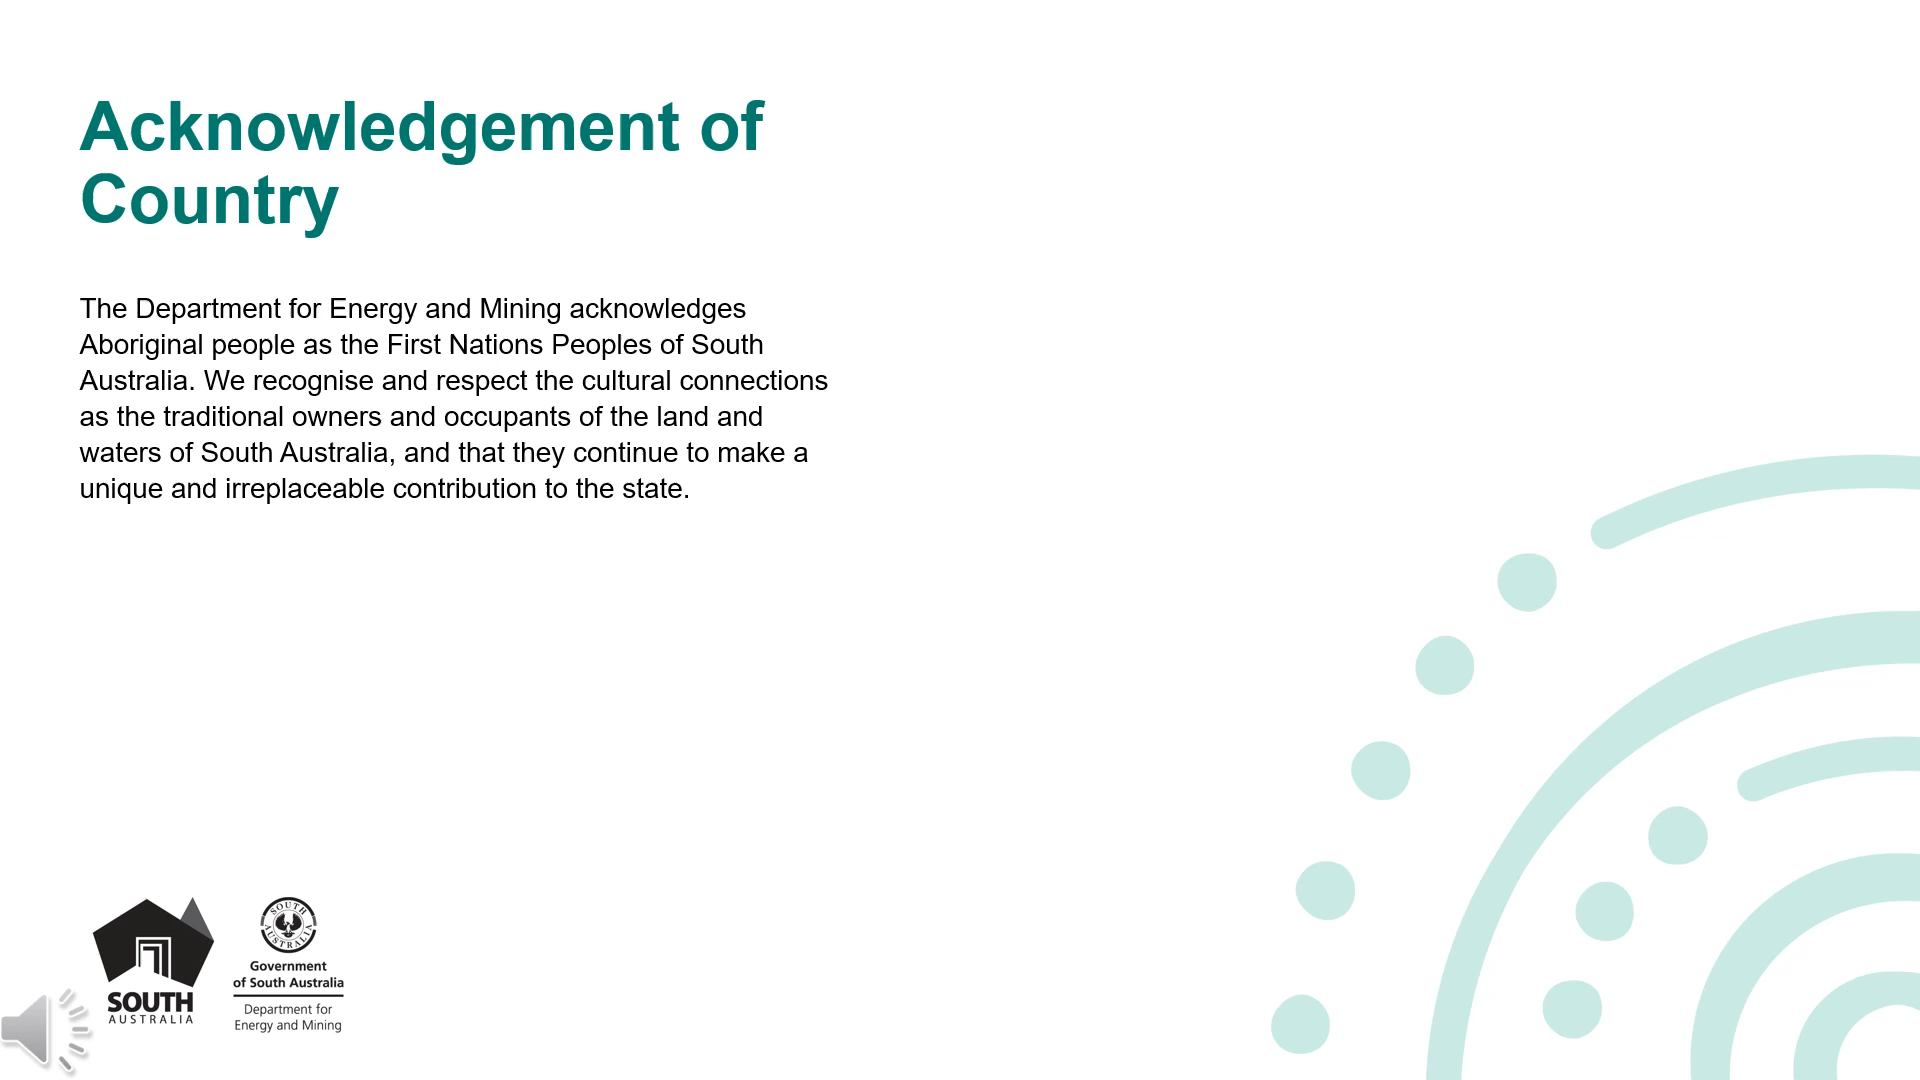 Acknowledgement of
Country
The Department for Energy and Mining acknowledges
Aboriginal people as the First Nations Peoples of South
Australia. We recognise and respect the cultural connections
as the traditional owners and occupants of the land and
waters of South Australia, and that they continue to make a
unique and irreplaceable contribution to the state.
SOUTH
AUSTRALIA
SOUTH
AUSTRALIA
Government
of South Australia
Department for
Energy and Mining